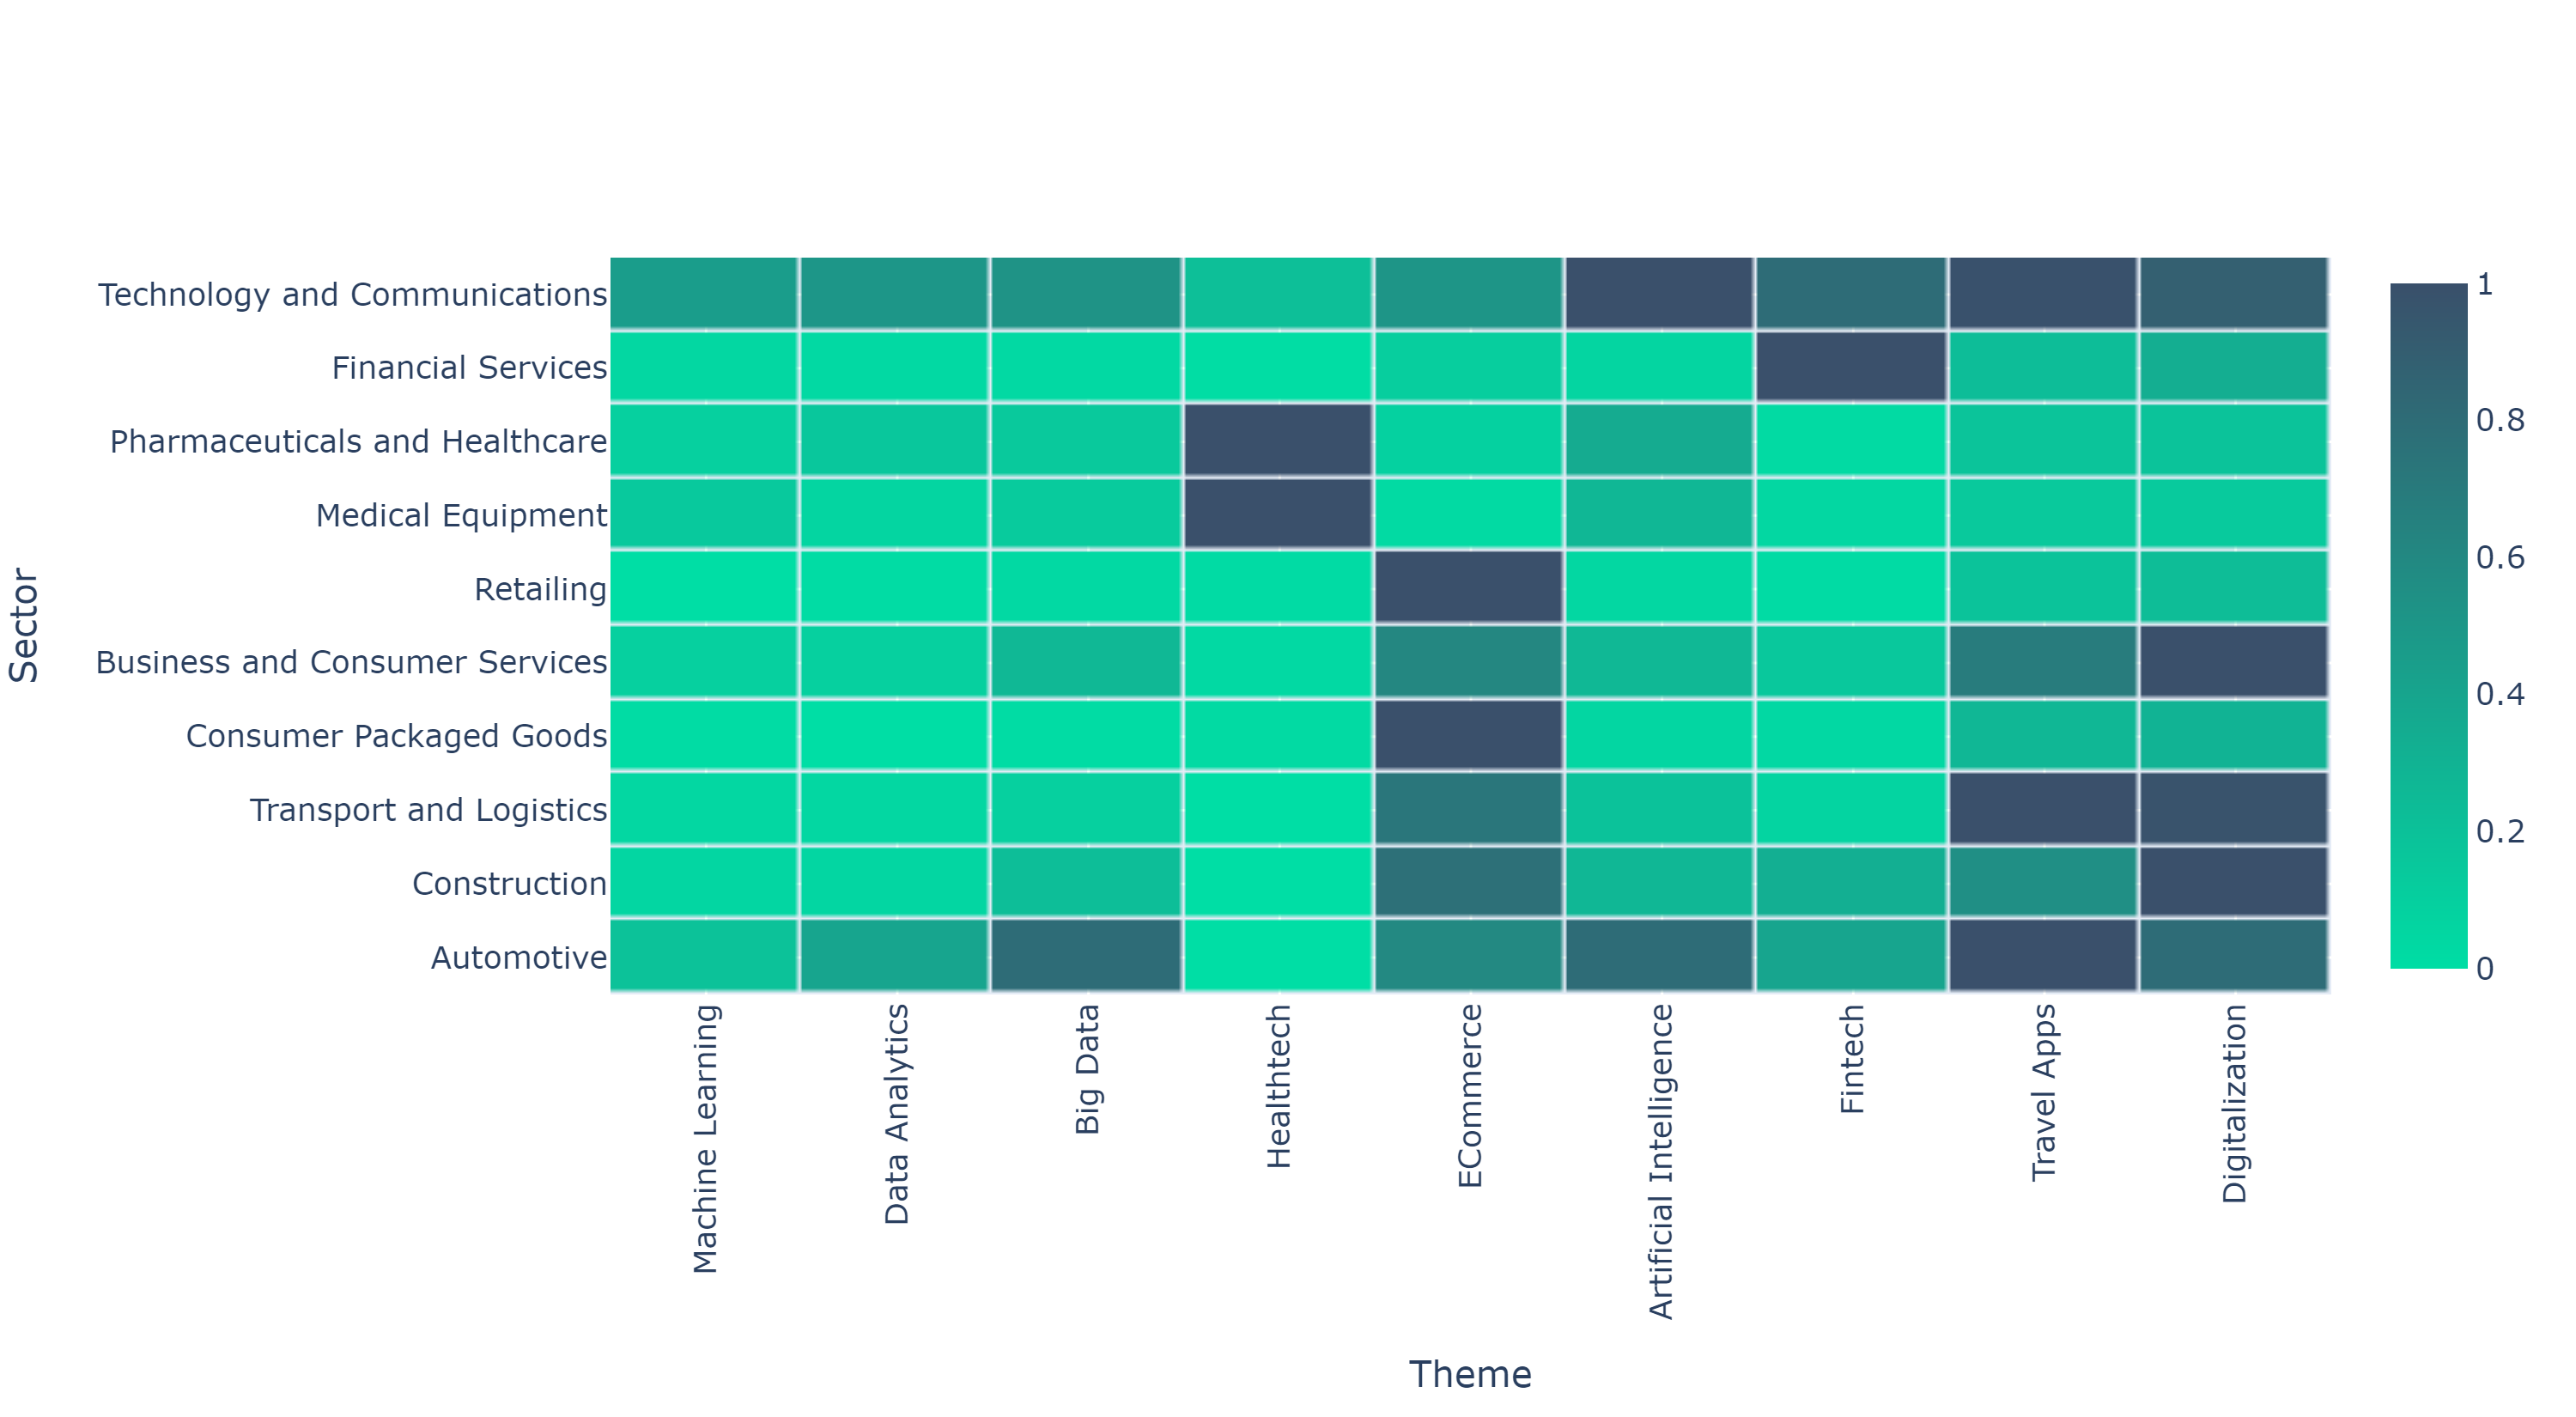 Technology and Communications
Financial Services
Pharmaceuticals and Healthcare
Medical Equipment
Retailing
Business and Consumer Services
Consumer Packaged Goods
Transport and Logistics
Construction
Automotive
Sector
Machine Learning
Data Analytics
Big Data
Healthtech
ECommerce
Artificial Intelligence
Fintech
Travel Apps
Digitalization
Theme
1
0.8
0.6
0.4
0.2
0